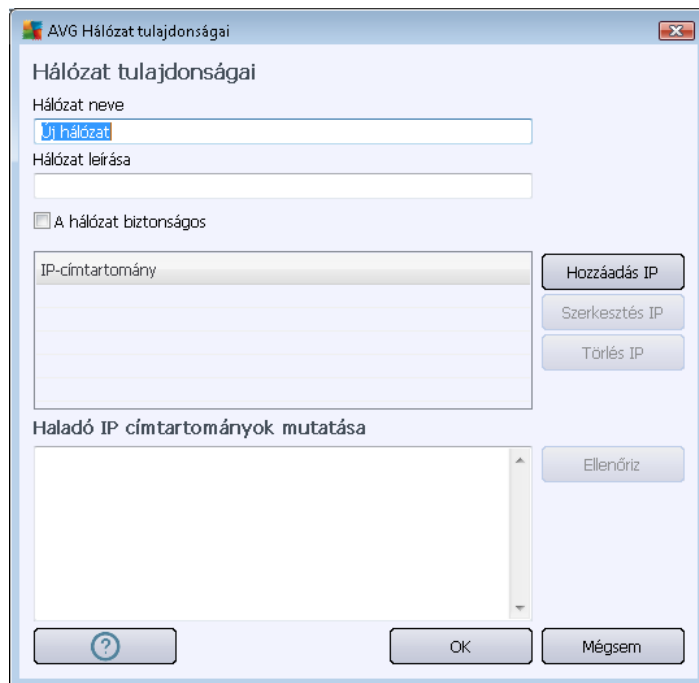 AVG Hálózat tulajdonságai
Hálózat tulajdonságai
Hálózat neve
Új hálózat
Hálózat leírása
A hálózat biztonságos
IP-címtartomány
Hozzáadás IP
Szerkesztés IP
Törlés IP
Haladó IP címtartományok mutatása
Ellenőriz
?
OK
Mégsem